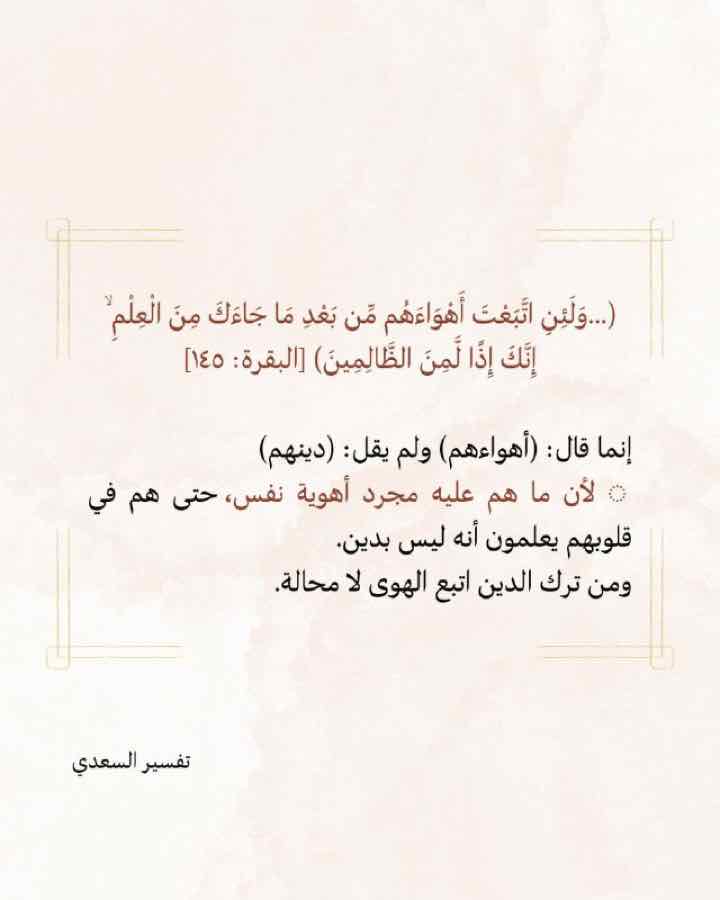 (...وَلَئِنِ اتَّبَعْتَ أَهْوَاءَهُم مِّن بَعْدِ مَا جَاءَكَ مِنَ الْعِلْمِ ۙ
إِنَّكَ إِذًا لَّمِنَ الظَّالِمِينَ) [البقرة: ١٤٥]
إنما قال: (أهواءهم) ولم يقل: (دينهم)
لأن ما هم عليه مجرد أهوية نفس، حتى هم في
قلوبهم يعلمون أنه ليس بدين.
ومن ترك الدين اتبع الهوى لا محالة.
تفسير السعدي